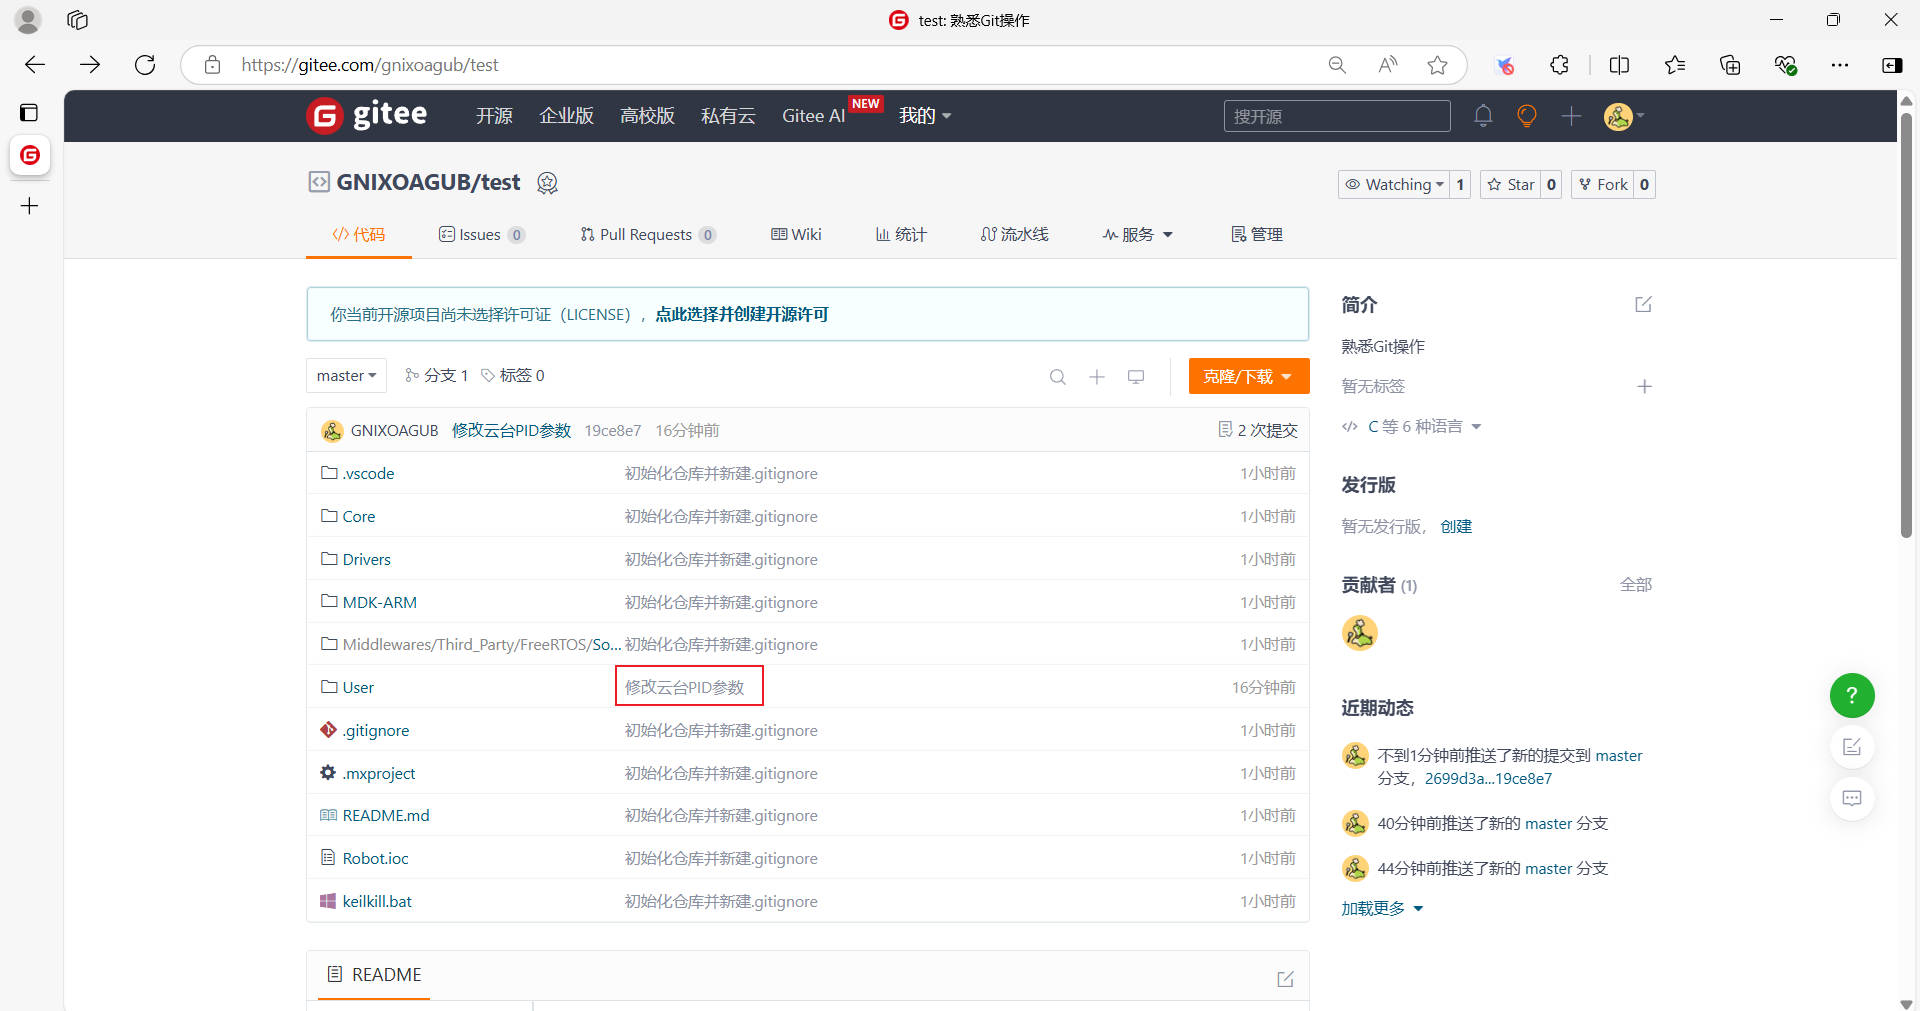 test: 熟悉Git操作
https://gitee.com/gnixoagub/test
gitee 开源 企业版 高校版 私有云 Gitee AI NEW 我的 搜开源
GNIXOAGUB/test
Watching 1 Star 0 Fork 0
代码 Issues 0 Pull Requests 0 Wiki 统计 流水线 服务 管理
你当前开源项目尚未选择许可证（LICENSE），点此选择并创建开源许可
master 分支 1 标签 0 克隆/下载
GNIXOAGUB 修改云台PID参数 19ce8e7 16分钟前 2 次提交
.vscode 初始化仓库并新建.gitignore 1小时前
Core 初始化仓库并新建.gitignore 1小时前
Drivers 初始化仓库并新建.gitignore 1小时前
MDK-ARM 初始化仓库并新建.gitignore 1小时前
Middlewares/Third_Party/FreeRTOS/So... 初始化仓库并新建.gitignore 1小时前
User 修改云台PID参数 16分钟前
.gitignore 初始化仓库并新建.gitignore 1小时前
.mxproject 初始化仓库并新建.gitignore 1小时前
README.md 初始化仓库并新建.gitignore 1小时前
Robot.ioc 初始化仓库并新建.gitignore 1小时前
keilkill.bat 初始化仓库并新建.gitignore 1小时前
README
简介
熟悉Git操作
暂无标签
C 等 6 种语言
发行版
暂无发行版，创建
贡献者 (1) 全部
近期动态
不到1分钟前推送了新的提交到 master
分支，2699d3a...19ce8e7
40分钟前推送了新的 master 分支
44分钟前推送了新的 master 分支
加载更多
?